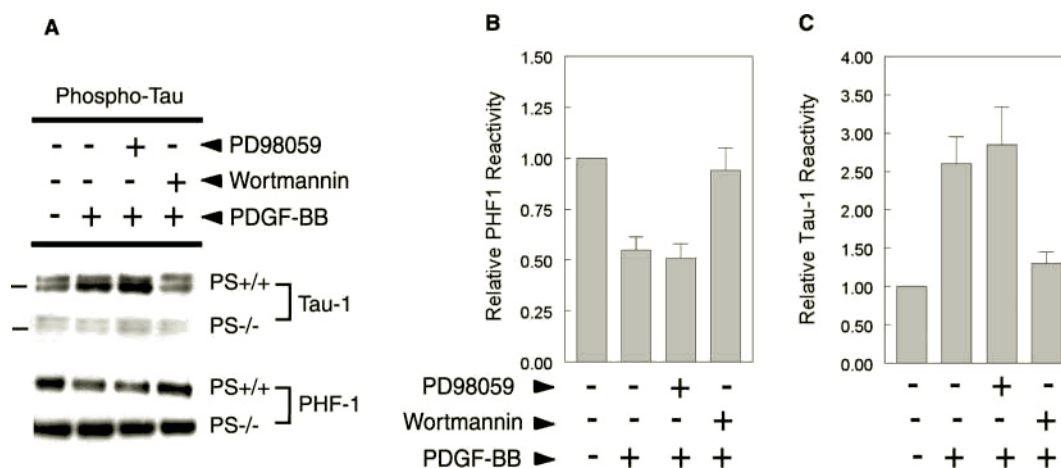 A
Phospho-Tau
- - + - ◄ PD98059
- - - + ◄ Wortmannin
- + + + ◄ PDGF-BB
PS+/+
Tau-1
PS-/-
PS+/+
PHF-1
PS-/-
B
Relative PHF1 Reactivity
1.50
1.25
1.00
0.75
0.50
0.25
0.00
PD98059 ► - - + -
Wortmannin ► - - - +
PDGF-BB ► - + + +
C
Relative Tau-1 Reactivity
4.00
3.50
3.00
2.50
2.00
1.50
1.00
0.50
0.00
- - + -
- - - +
- + + +